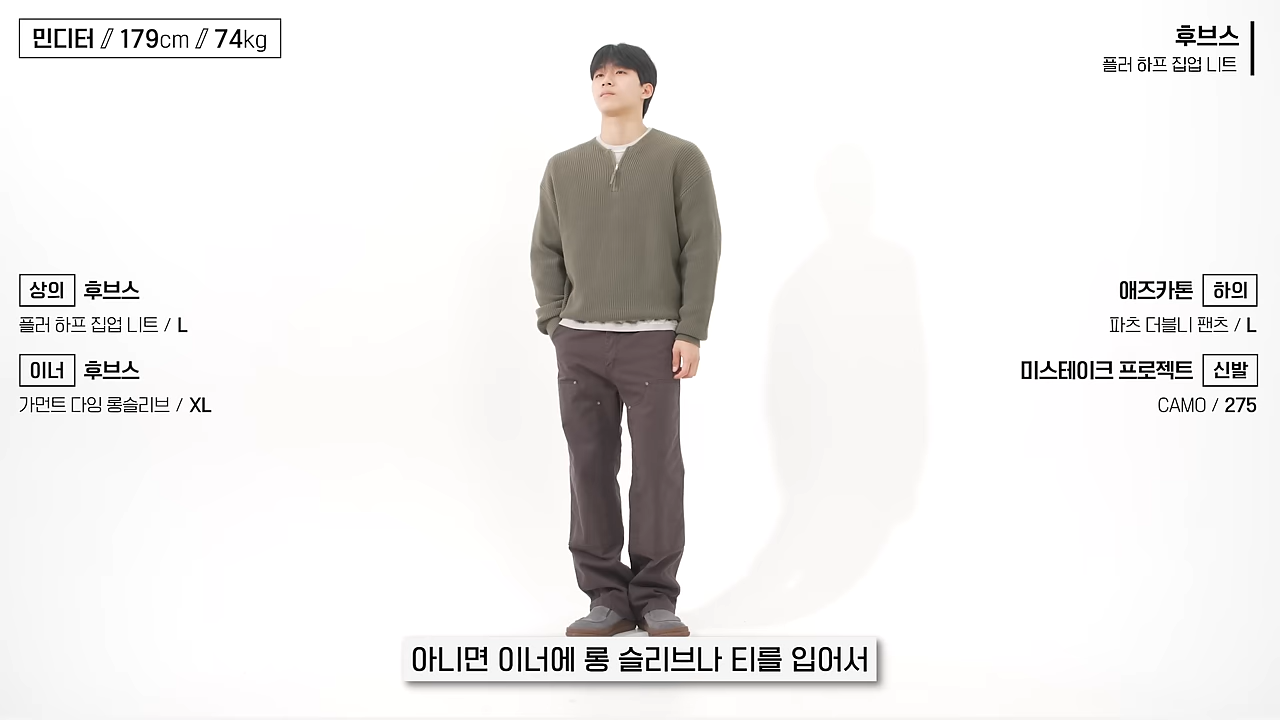 민디터 // 179cm // 74kg
후브스
플러 하프 집업 니트
상의 후브스
플러 하프 집업 니트 / L
이너 후브스
가먼트 다잉 롱슬리브 / XL
애즈카톤 하의
파츠 더블니 팬츠 / L
미스테이크 프로젝트 신발
CAMO / 275
아니면 이너에 롱 슬리브나 티를 입어서